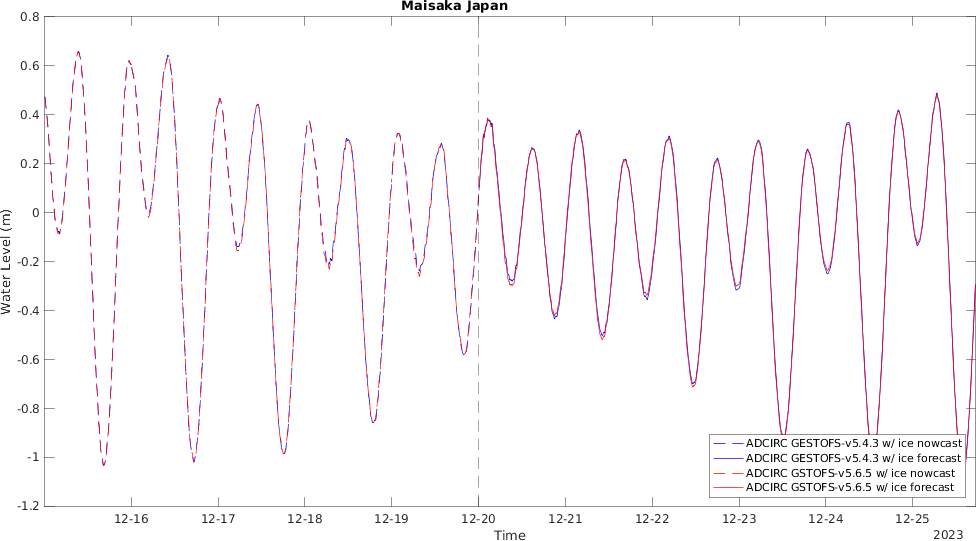 Maisaka Japan
0.8
0.6
0.4
0.2
0
-0.2
-0.4
-0.6
-0.8
-1
-1.2
Water Level (m)
ADCIRC GESTOFS-v5.4.3 w/ ice nowcast
ADCIRC GESTOFS-v5.4.3 w/ ice forecast
ADCIRC GSTOFS-v5.6.5 w/ ice nowcast
ADCIRC GSTOFS-v5.6.5 w/ ice forecast
12-16 12-17 12-18 12-19 12-20 12-21 12-22 12-23 12-24 12-25
Time
2023